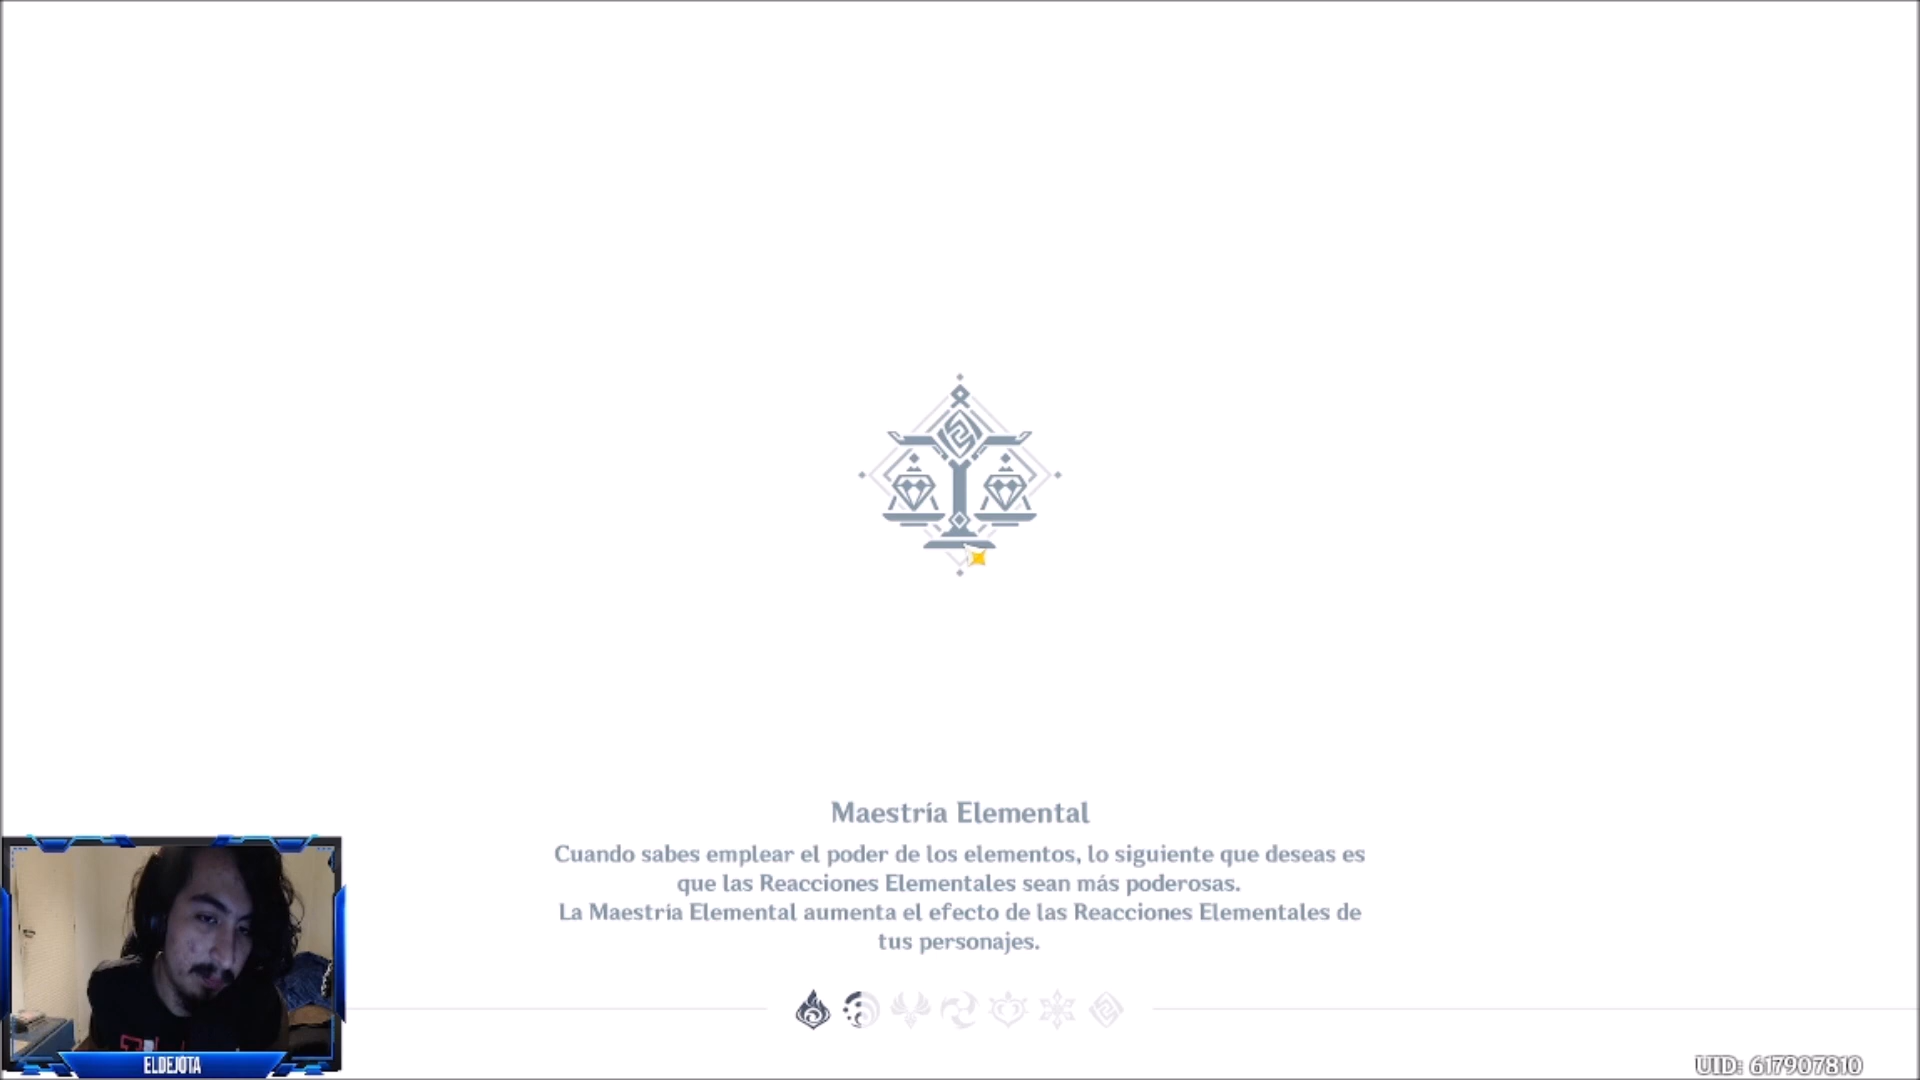 Maestría Elemental
Cuando sabes emplear el poder de los elementos, lo siguiente que deseas es
que las Reacciones Elementales sean más poderosas.
La Maestría Elemental aumenta el efecto de las Reacciones Elementales de
tus personajes.
ELDEJOTA
UID: 617907810